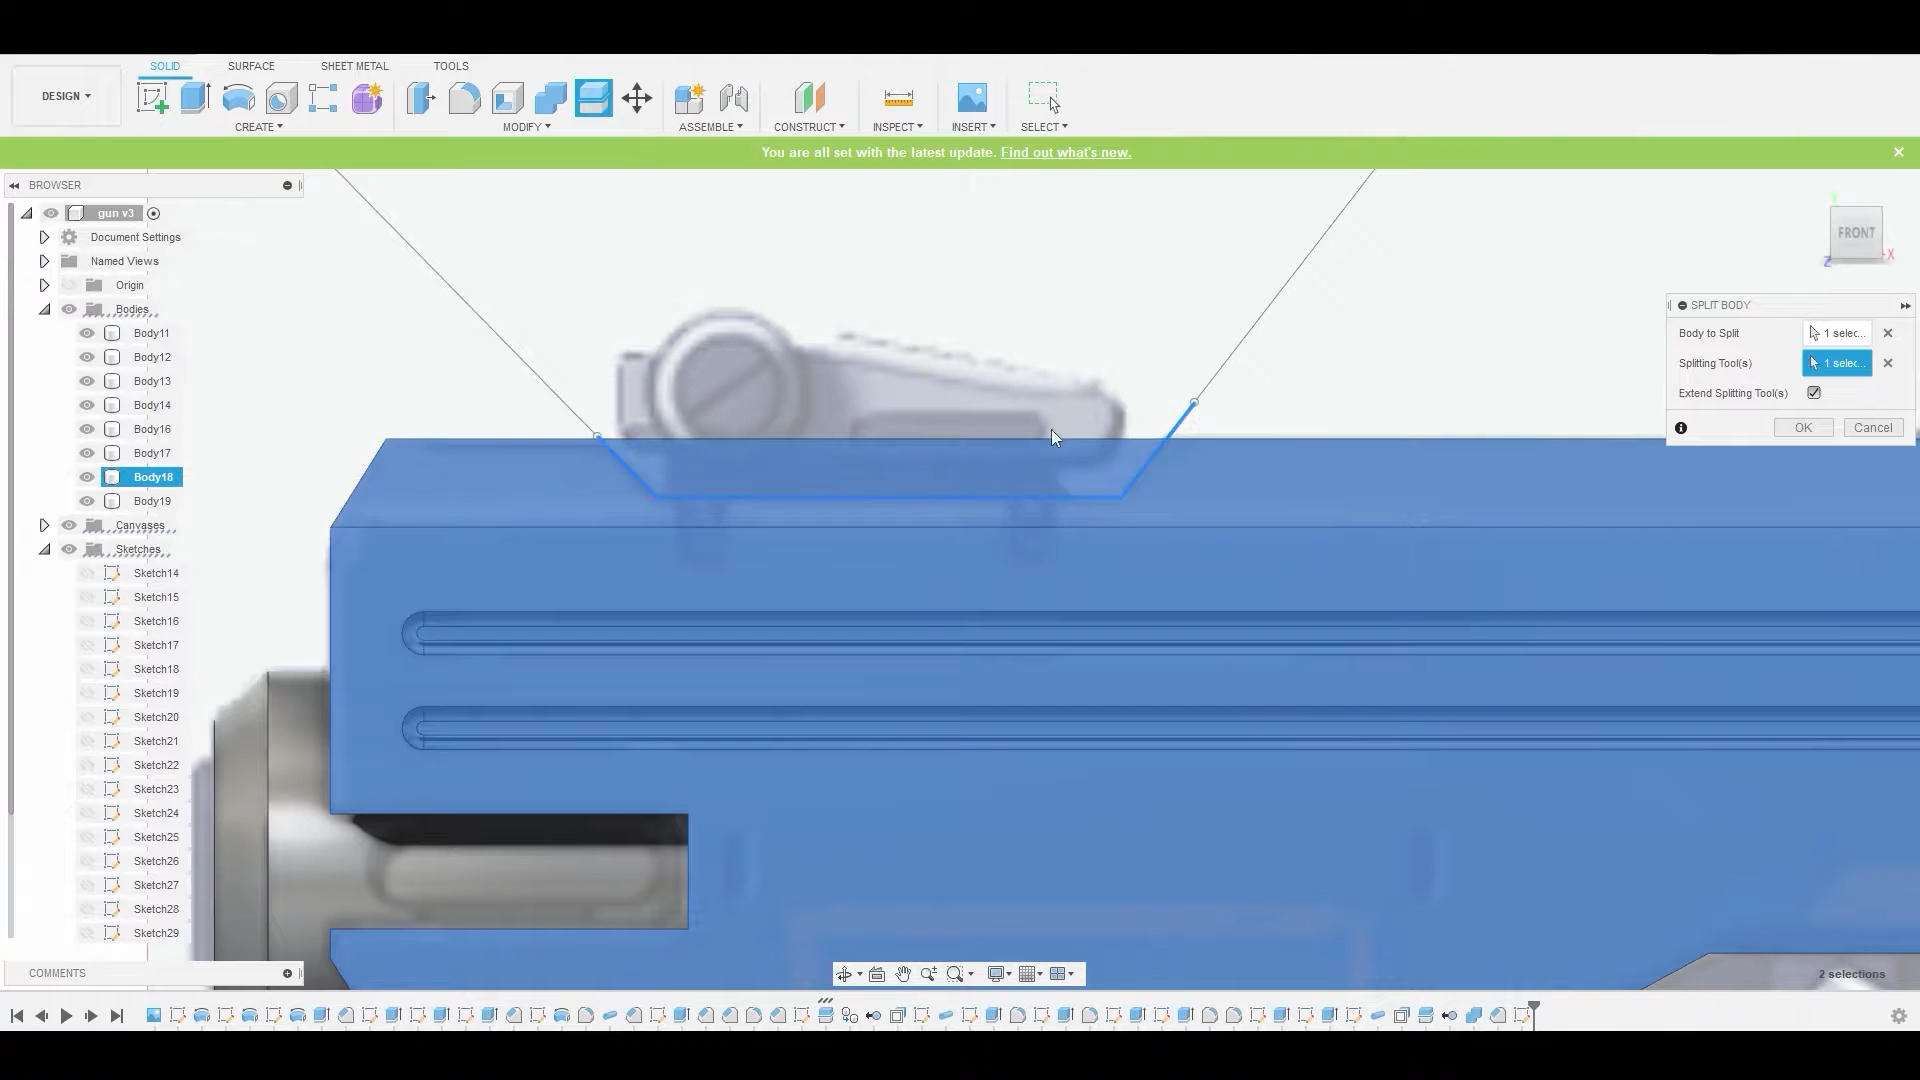 SOLID SURFACE SHEET METAL TOOLS
DESIGN
CREATE MODIFY ASSEMBLE CONSTRUCT INSPECT INSERT SELECT
You are all set with the latest update. Find out what's new.
BROWSER
gun v3
Document Settings
Named Views
Origin
Bodies
Body11
Body12
Body13
Body14
Body16
Body17
Body18
Body19
Canvases
Sketches
Sketch14
Sketch15
Sketch16
Sketch17
Sketch18
Sketch19
Sketch20
Sketch21
Sketch22
Sketch23
Sketch24
Sketch25
Sketch26
Sketch27
Sketch28
Sketch29
COMMENTS
Y
FRONT
Z X
SPLIT BODY
Body to Split 1 selec...
Splitting Tool(s) 1 selec...
Extend Splitting Tool(s)
OK Cancel
2 selections